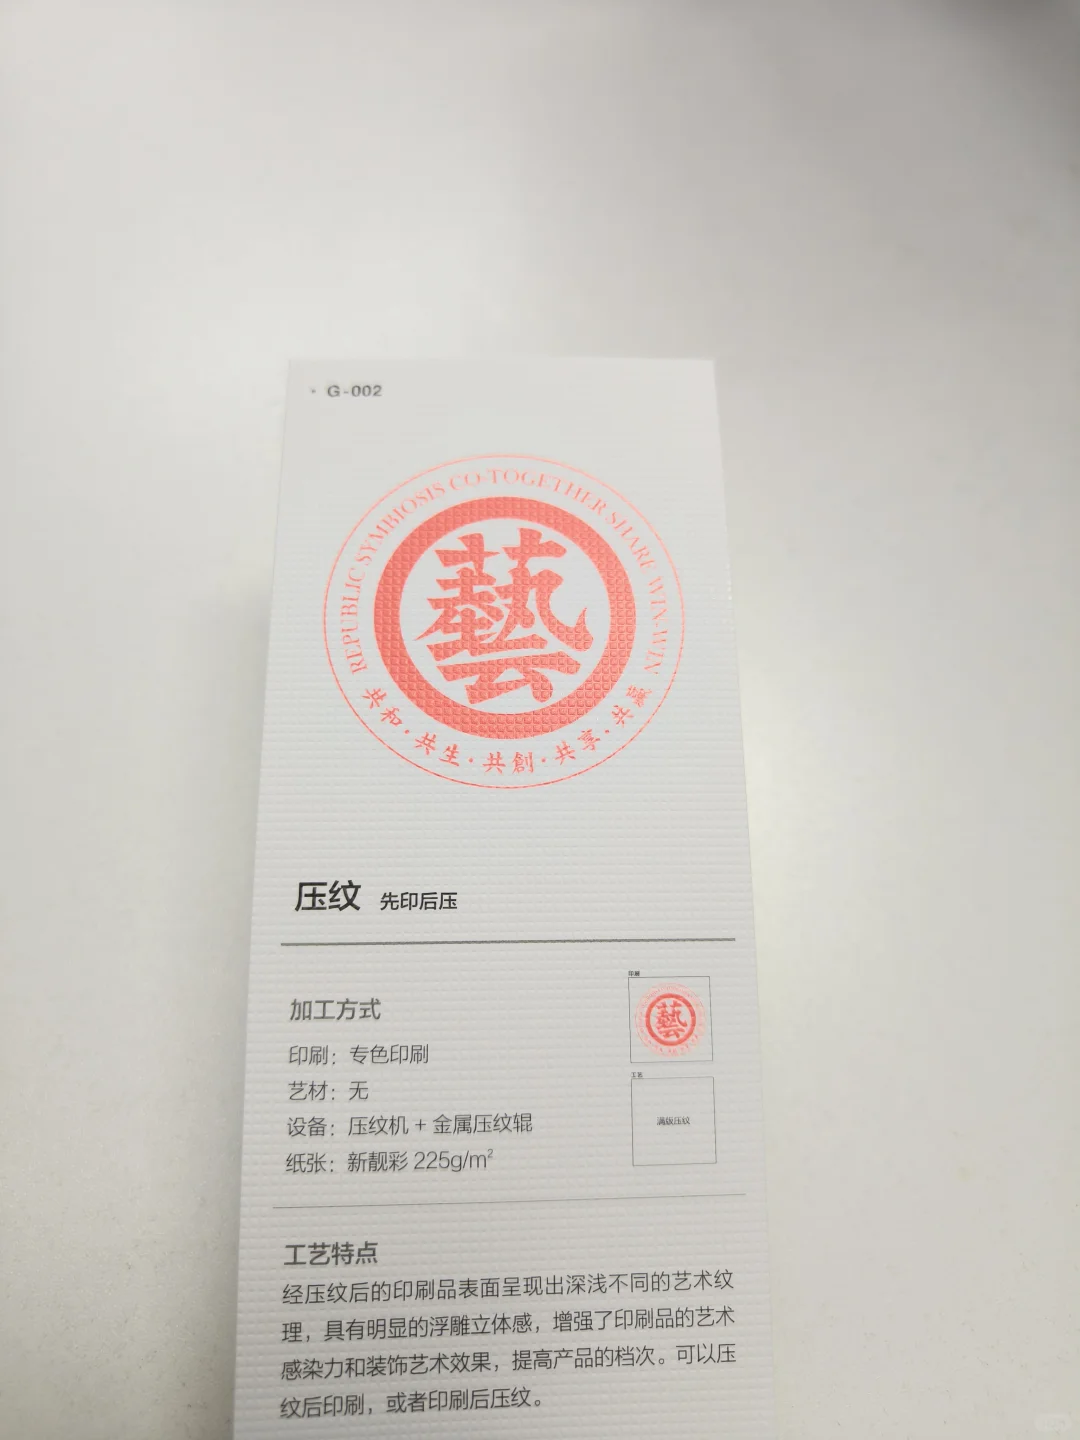 G-002
REPUBLIC SYMBIOSIS CO-TOGETHER SHARE WIN-WIN
藝
共和·共生·共創·共享·共贏
压纹 先印后压
加工方式
印刷：专色印刷
艺材：无
设备：压纹机 + 金属压纹辊
纸张：新靓彩 225g/m²
印刷
藝
工艺
满版压纹
工艺特点
经压纹后的印刷品表面呈现出深浅不同的艺术纹
理，具有明显的浮雕立体感，增强了印刷品的艺术
感染力和装饰艺术效果，提高产品的档次。可以压
纹后印刷，或者印刷后压纹。